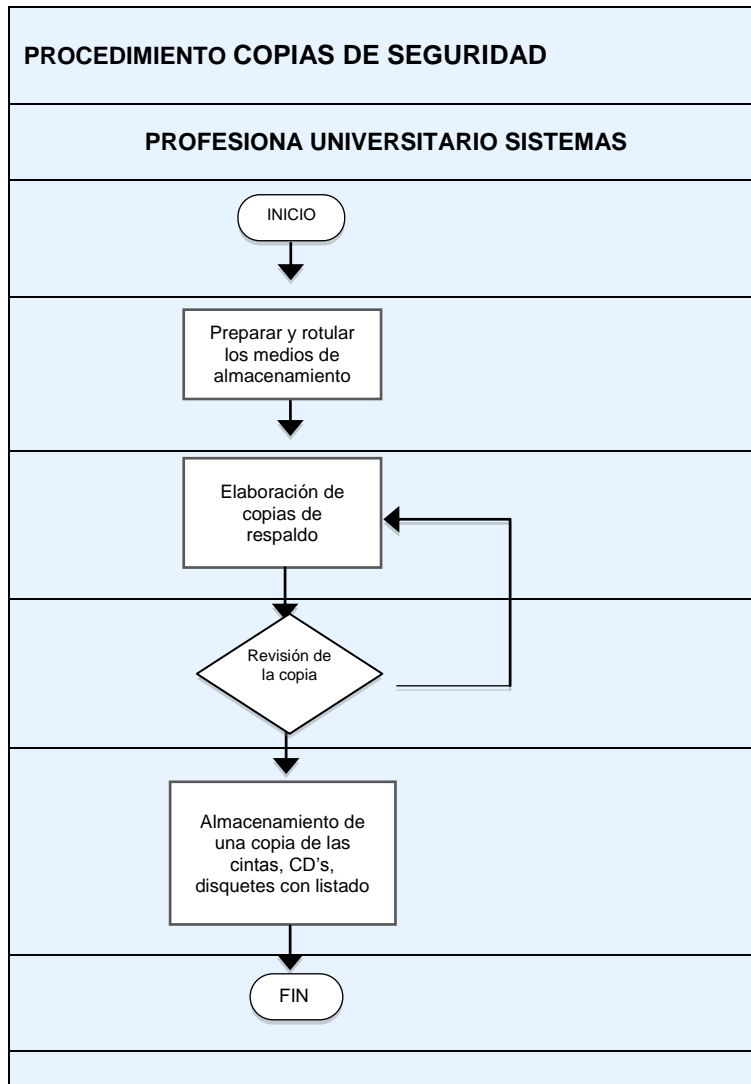 PROCEDIMIENTO COPIAS DE SEGURIDAD
PROFESIONA UNIVERSITARIO SISTEMAS
INICIO
Preparar y rotular
los medios de
almacenamiento
Elaboración de
copias de
respaldo
Revisión de
la copia
Almacenamiento de
una copia de las
cintas, CD’s,
disquetes con listado
FIN